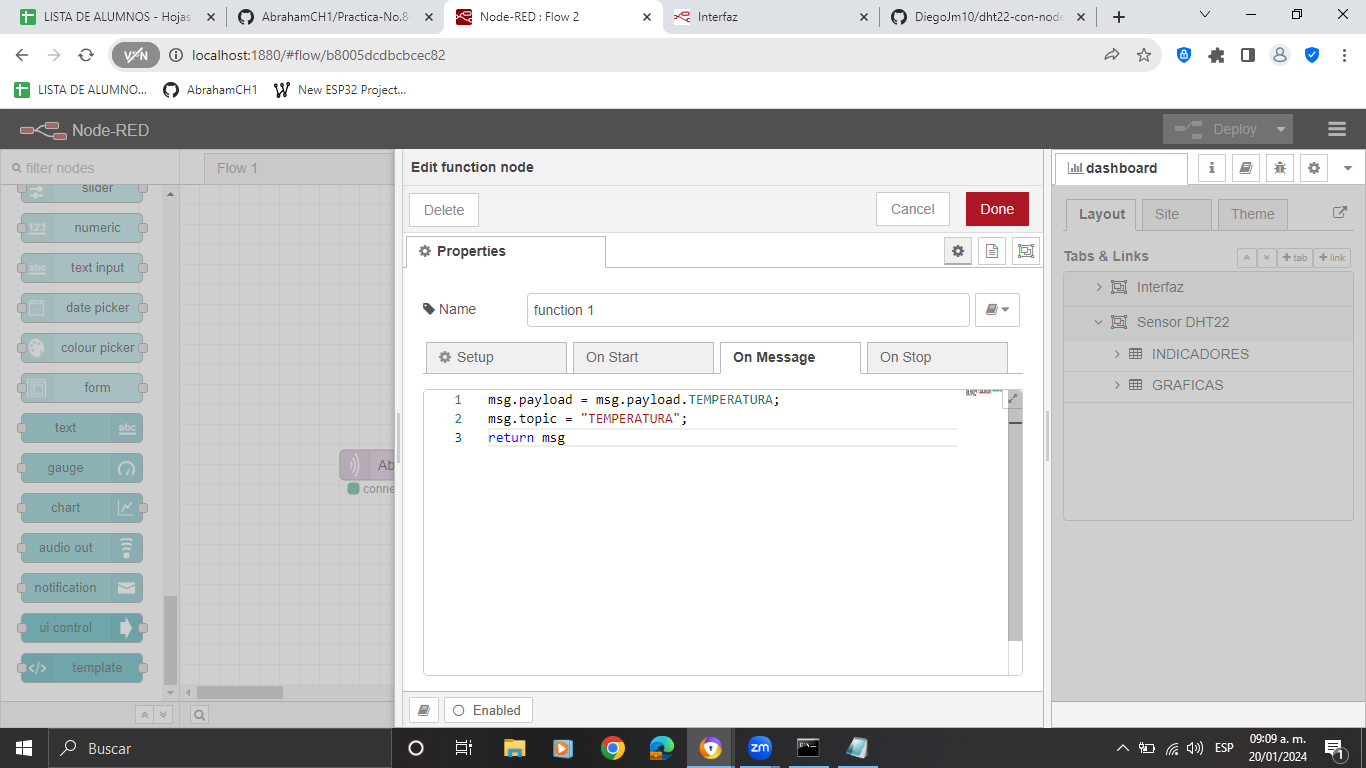 LISTA DE ALUMNOS - Hojas
AbrahamCH1/Practica-No.8-
Node-RED : Flow 2
Interfaz
DiegoJm10/dht22-con-node
VPN
localhost:1880/#flow/b8005dcdbcbcec82
LISTA DE ALUMNO...
AbrahamCH1
New ESP32 Project...
Node-RED
Deploy
filter nodes
Flow 1
Edit function node
dashboard
slider
numeric
text input
date picker
colour picker
form
text
gauge
chart
audio out
notification
ui control
template
Abr
conne
Delete
Cancel
Done
Properties
Name
function 1
Setup
On Start
On Message
On Stop
1 msg.payload = msg.payload.TEMPERATURA;
2 msg.topic = "TEMPERATURA";
3 return msg
Enabled
Layout
Site
Theme
Tabs & Links
+ tab
+ link
Interfaz
Sensor DHT22
INDICADORES
GRAFICAS
Buscar
zm
ESP
09:09 a. m.
20/01/2024
1